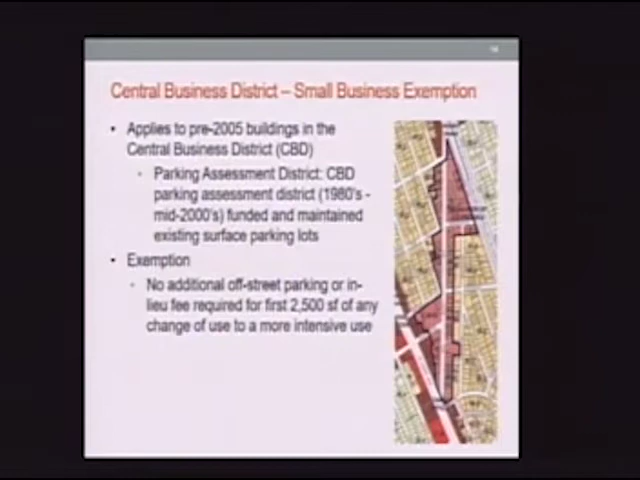 Central Business District – Small Business Exemption
• Applies to pre-2005 buildings in the
Central Business District (CBD)
• Parking Assessment District: CBD
parking assessment district (1980's -
mid-2000's) funded and maintained
existing surface parking lots
• Exemption
• No additional off-street parking or in-
lieu fee required for first 2,500 sf of any
change of use to a more intensive use